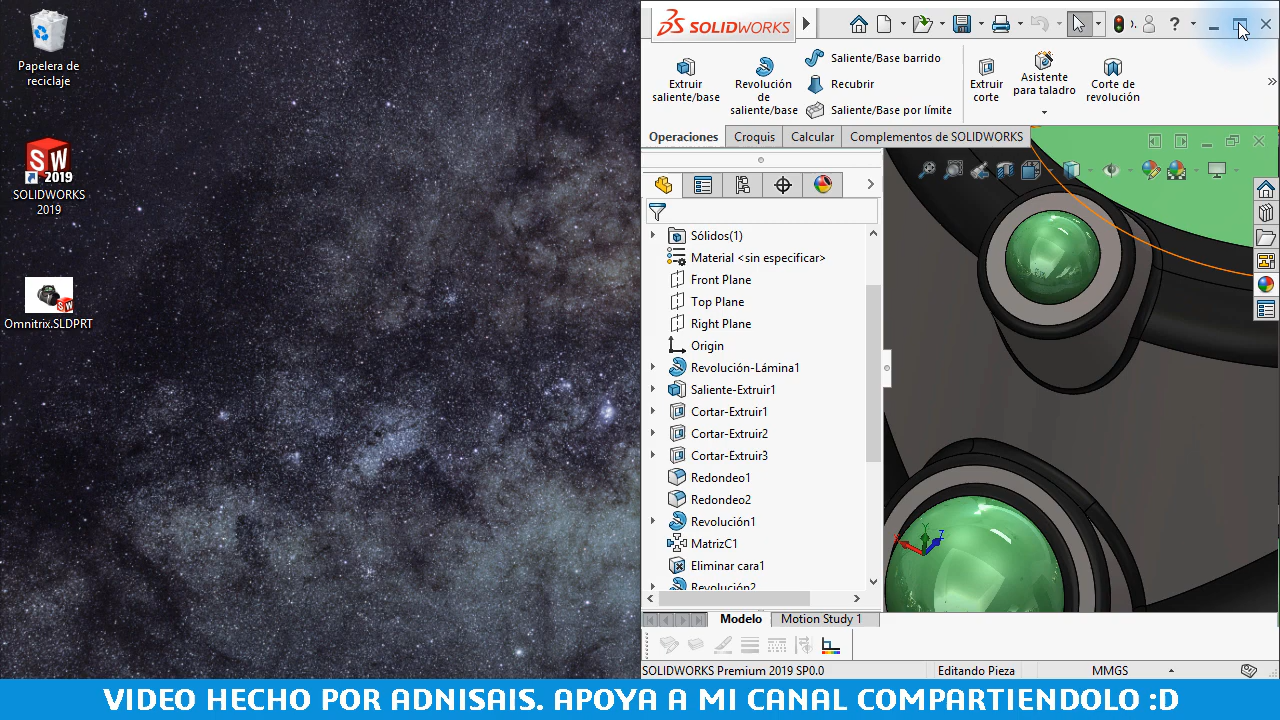 Papelera de
reciclaje
SW
2019
SOLIDWORKS
2019
SW
Omnitrix.SLDPRT
SOLIDWORKS
?
Extruir
saliente/base
Revolución
de
saliente/base
Saliente/Base barrido
Recubrir
Saliente/Base por límite
Extruir
corte
Asistente
para taladro
Corte de
revolución
Operaciones
Croquis
Calcular
Complementos de SOLIDWORKS
Sólidos(1)
Material <sin especificar>
Front Plane
Top Plane
Right Plane
Origin
Revolución-Lámina1
Saliente-Extruir1
Cortar-Extruir1
Cortar-Extruir2
Cortar-Extruir3
Redondeo1
Redondeo2
Revolución1
MatrizC1
Eliminar cara1
Revolución2
Y
Z
Modelo
Motion Study 1
SOLIDWORKS Premium 2019 SP0.0
Editando Pieza
MMGS
VIDEO HECHO POR ADNISAIS. APOYA A MI CANAL COMPARTIENDOLO :D